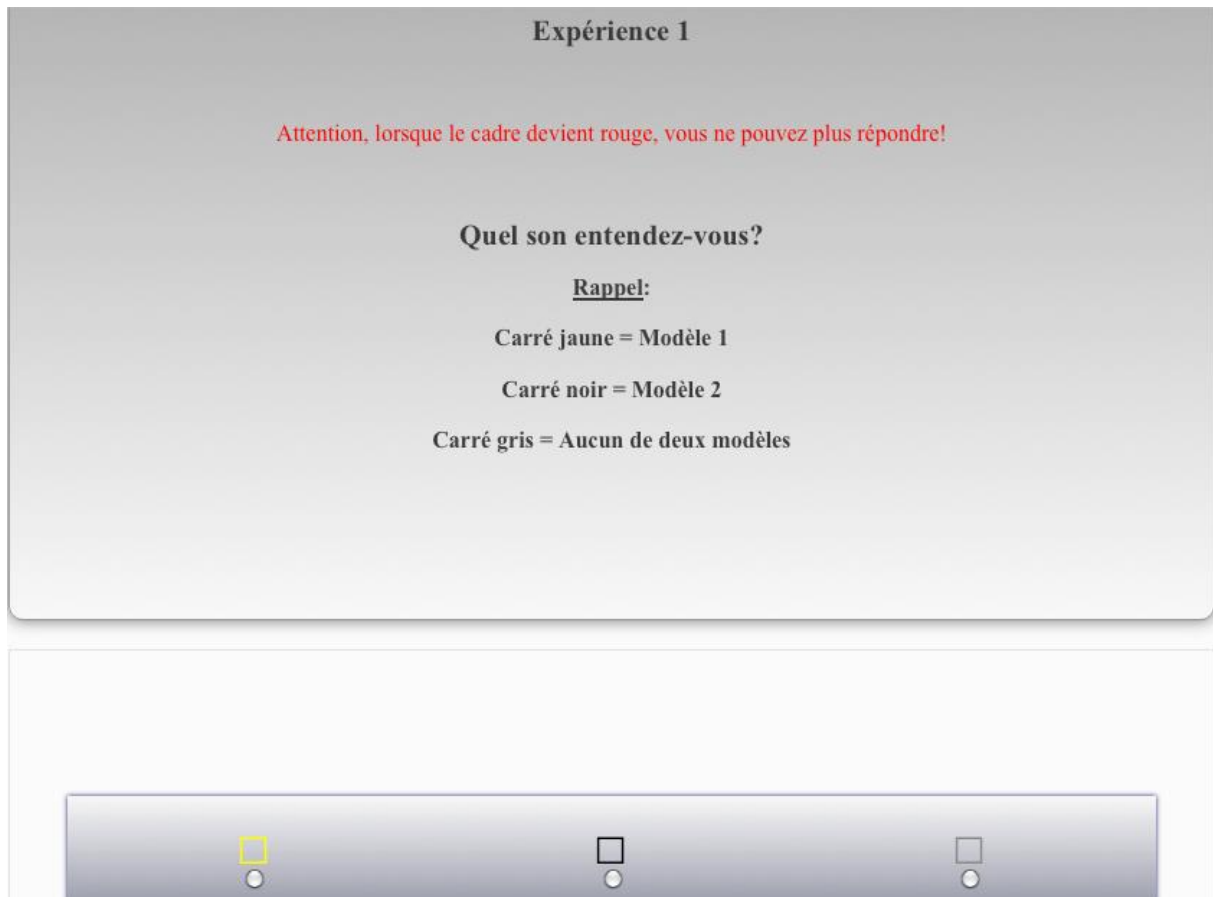 Expérience 1
Attention, lorsque le cadre devient rouge, vous ne pouvez plus répondre!
Quel son entendez-vous?
Rappel:
Carré jaune = Modèle 1
Carré noir = Modèle 2
Carré gris = Aucun de deux modèles